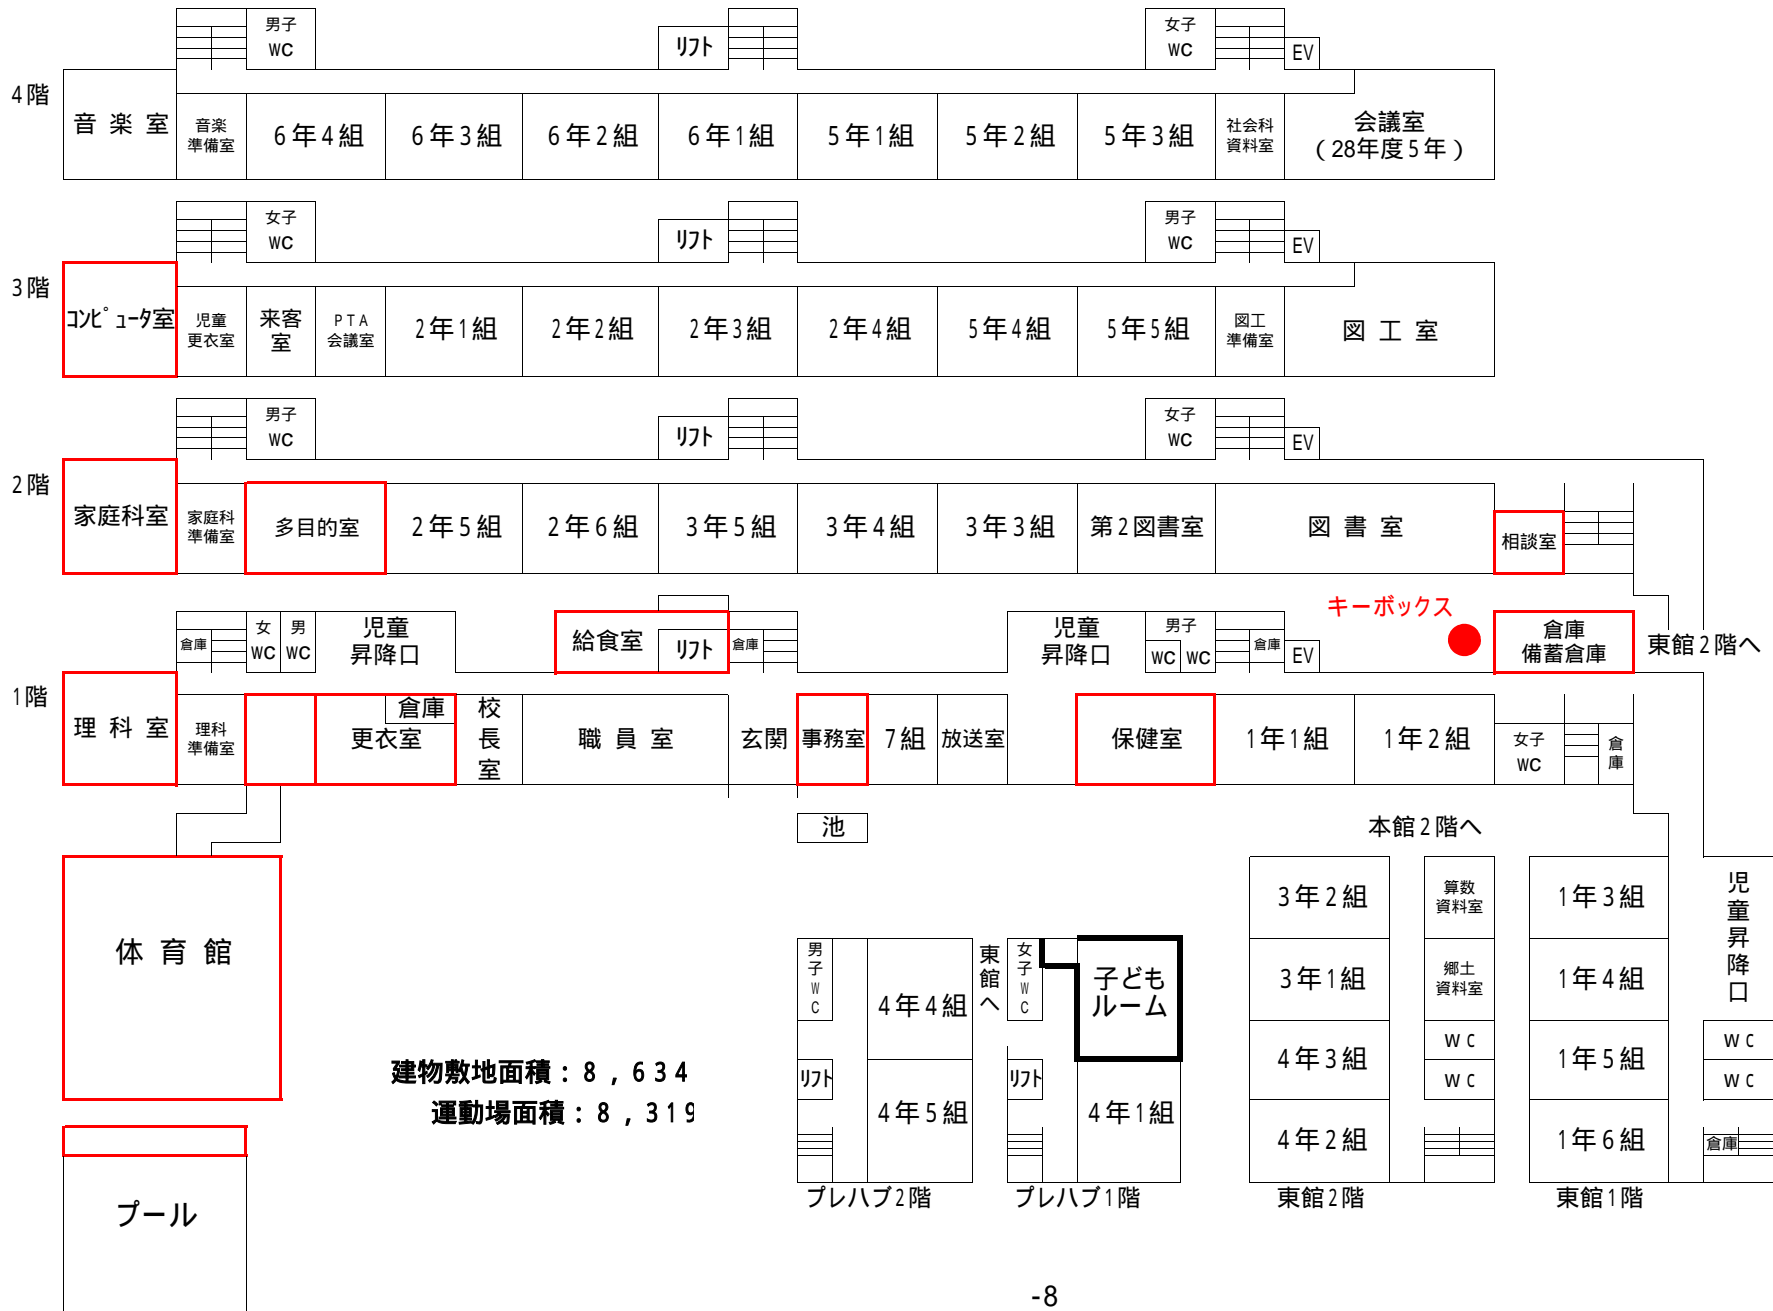 男子
WC
リフト
女子
WC
EV
4階
音楽室
音楽
準備室
6年4組
6年3組
6年2組
6年1組
5年1組
5年2組
5年3組
社会科
資料室
会議室
(28年度5年)
女子
WC
リフト
男子
WC
EV
3階
コンピュータ室
児童
更衣室
来客
室
PTA
会議室
2年1組
2年2組
2年3組
2年4組
5年4組
5年5組
図工
準備室
図工室
男子
WC
リフト
女子
WC
EV
2階
家庭科室
家庭科
準備室
多目的室
2年5組
2年6組
3年5組
3年4組
3年3組
第2図書室
図書室
相談室
キーボックス
倉庫
女
WC
男
WC
児童
昇降口
給食室
リフト
倉庫
児童
昇降口
男子
WC WC
倉庫
EV
倉庫
備蓄倉庫
東館2階へ
1階
理科室
理科
準備室
倉庫
更衣室
校
長
室
職員室
玄関
事務室
7組
放送室
保健室
1年1組
1年2組
女子
WC
倉
庫
池
本館2階へ
体育館
男
子
W
C
4年4組
東
館
へ
女
子
W
C
子ども
ルーム
3年2組
算数
資料室
1年3組
児
童
昇
降
口
3年1組
郷土
資料室
1年4組
4年3組
WC
WC
1年5組
WC
WC
建物敷地面積:8,634
運動場面積:8,319
リフト
4年5組
リフト
4年1組
4年2組
1年6組
倉庫
プレハブ2階
プレハブ1階
東館2階
東館1階
プール
-8